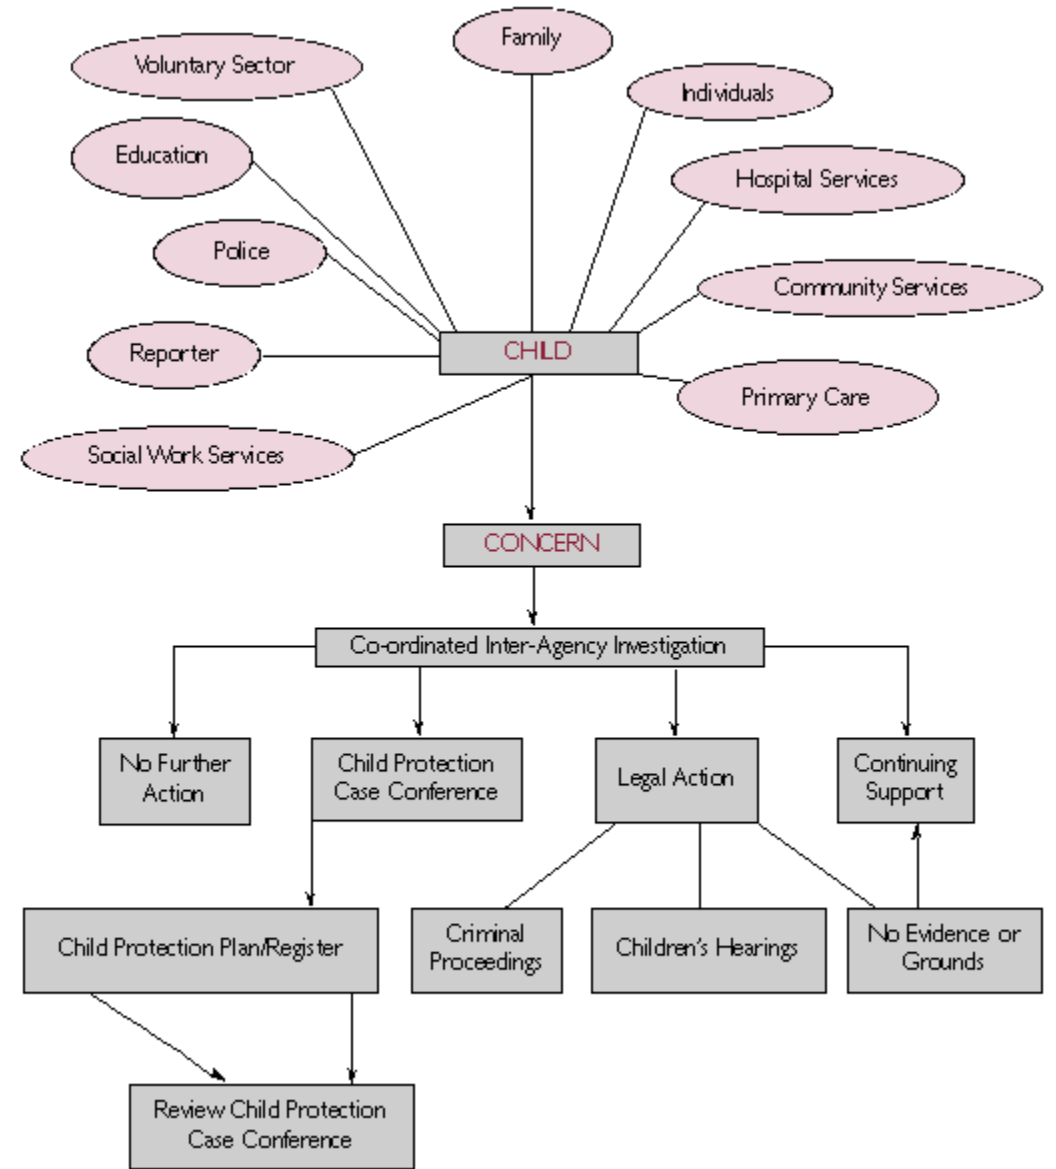 Family
Voluntary Sector
Individuals
Education
Hospital Services
Police
Community Services
CHILD
Reporter
Primary Care
Social Work Services
CONCERN
Co-ordinated Inter-Agency Investigation
No Further
Action
Child Protection
Case Conference
Legal Action
Continuing
Support
Child Protection Plan/Register
Criminal
Proceedings
Children's Hearings
No Evidence or
Grounds
Review Child Protection
Case Conference